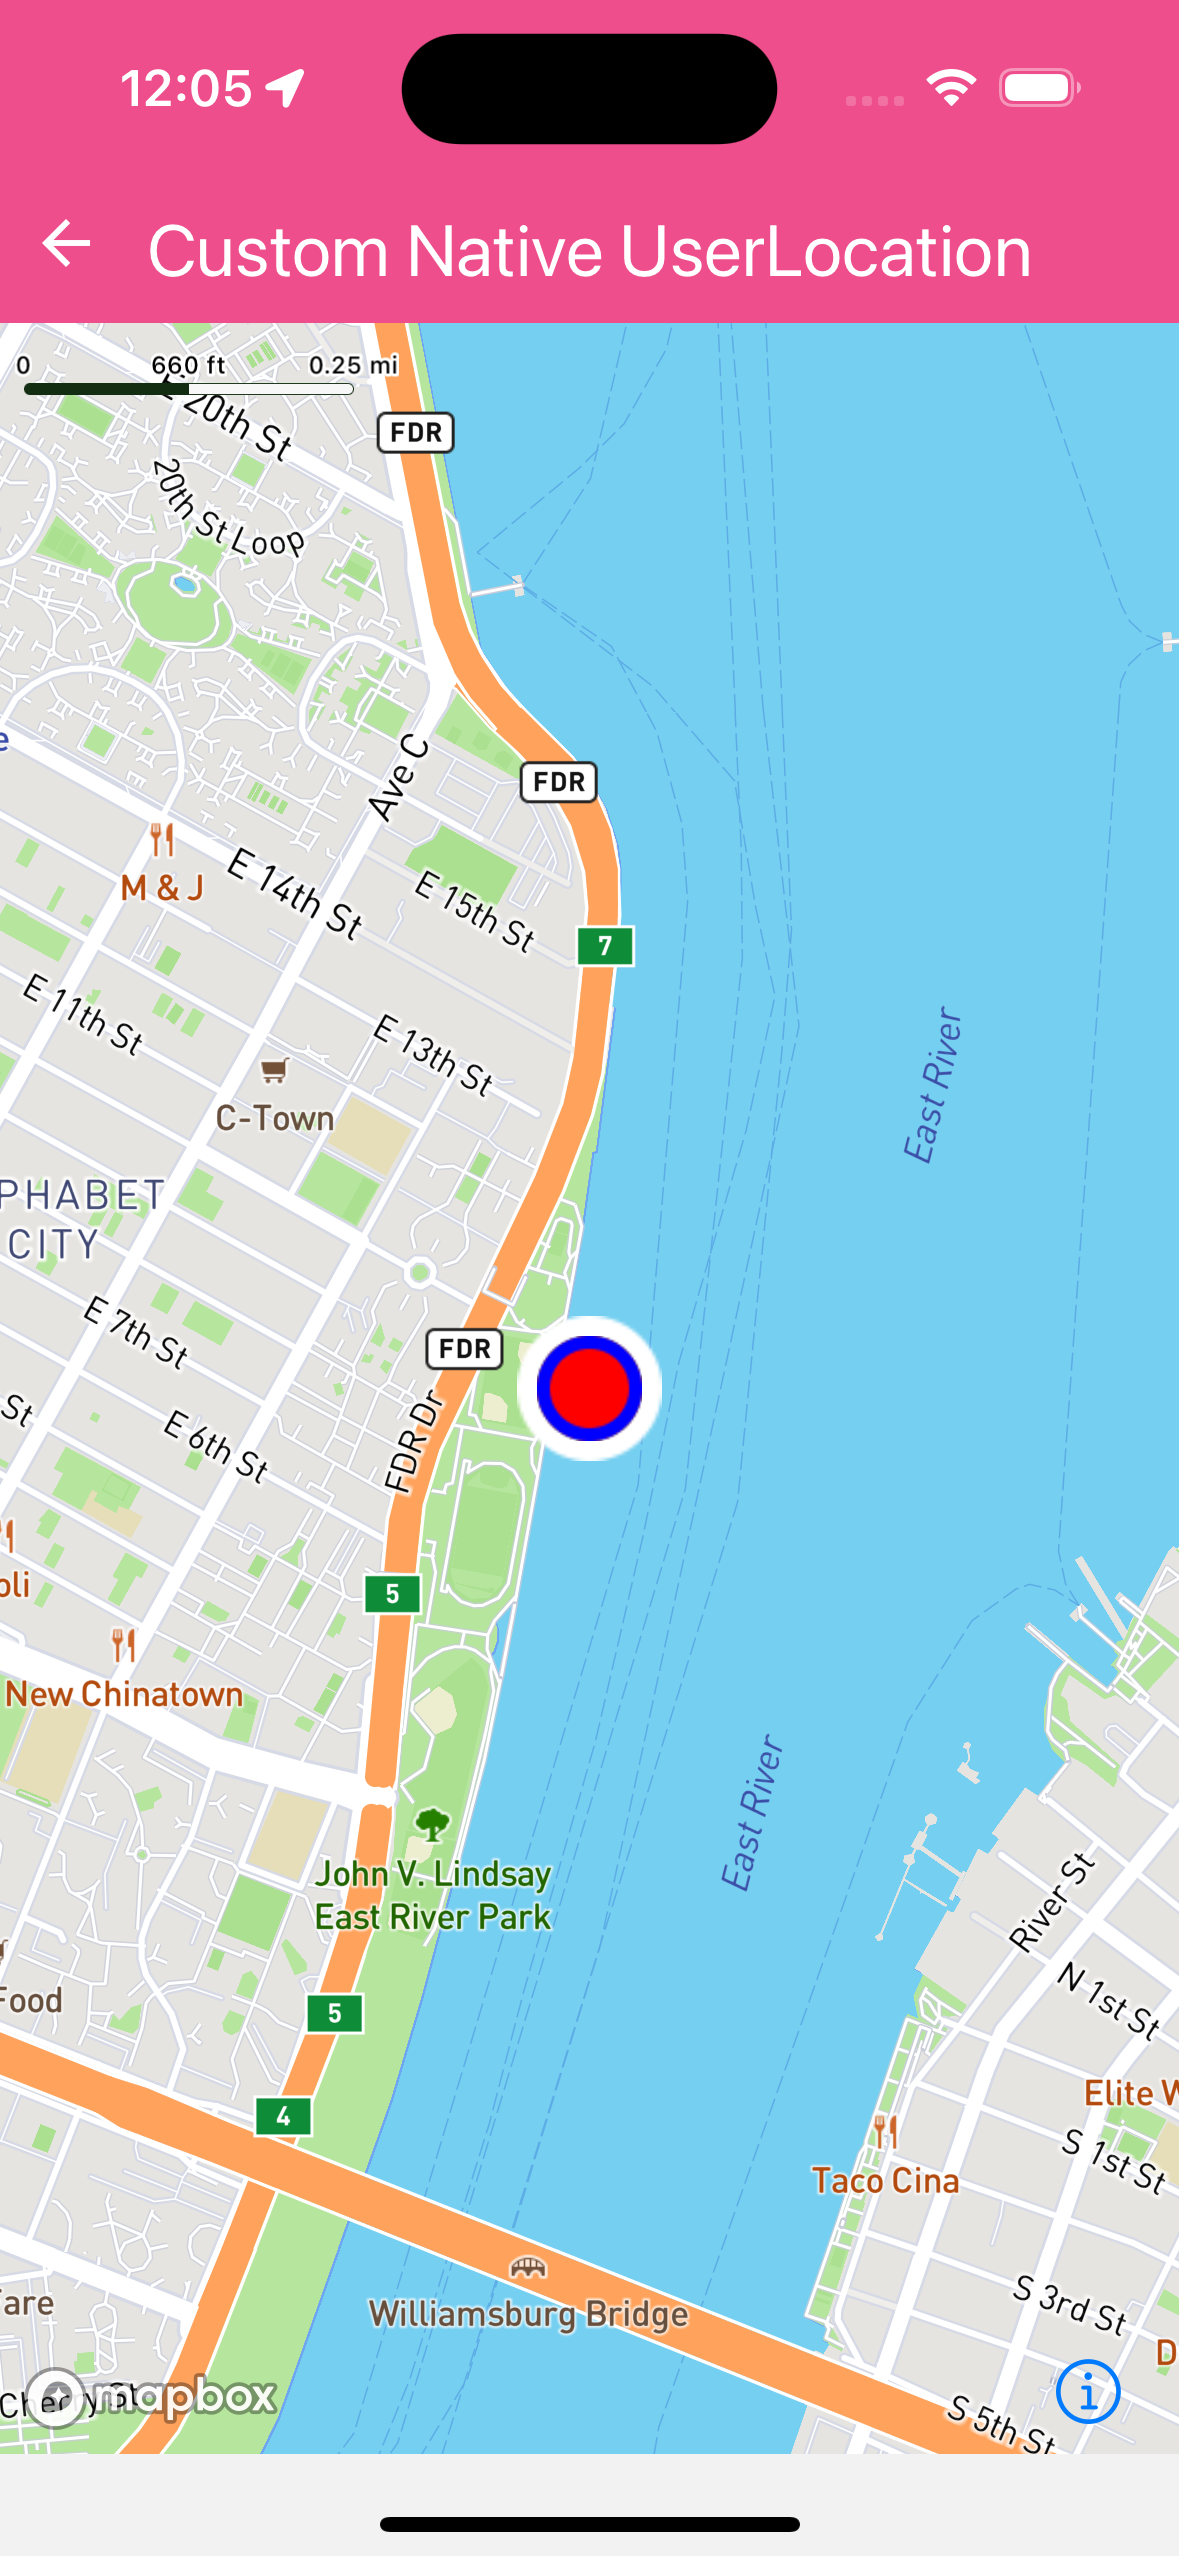 12:05
Custom Native UserLocation
0 660 ft 0.25 mi
E 20th St
FDR
20th St Loop
Ave C
FDR
M & J
E 14th St
E 15th St
7
E 11th St
E 13th St
East River
C-Town
PHABET
CITY
E 7th St
FDR
St
E 6th St
FDR Dr
oli
5
New Chinatown
East River
John V. Lindsay
East River Park
River St
Food
5
N 1st St
Elite W
4
S 1st St
Taco Cina
are
S 3rd St
Williamsburg Bridge
D
Cherry St
mapbox
S 5th St